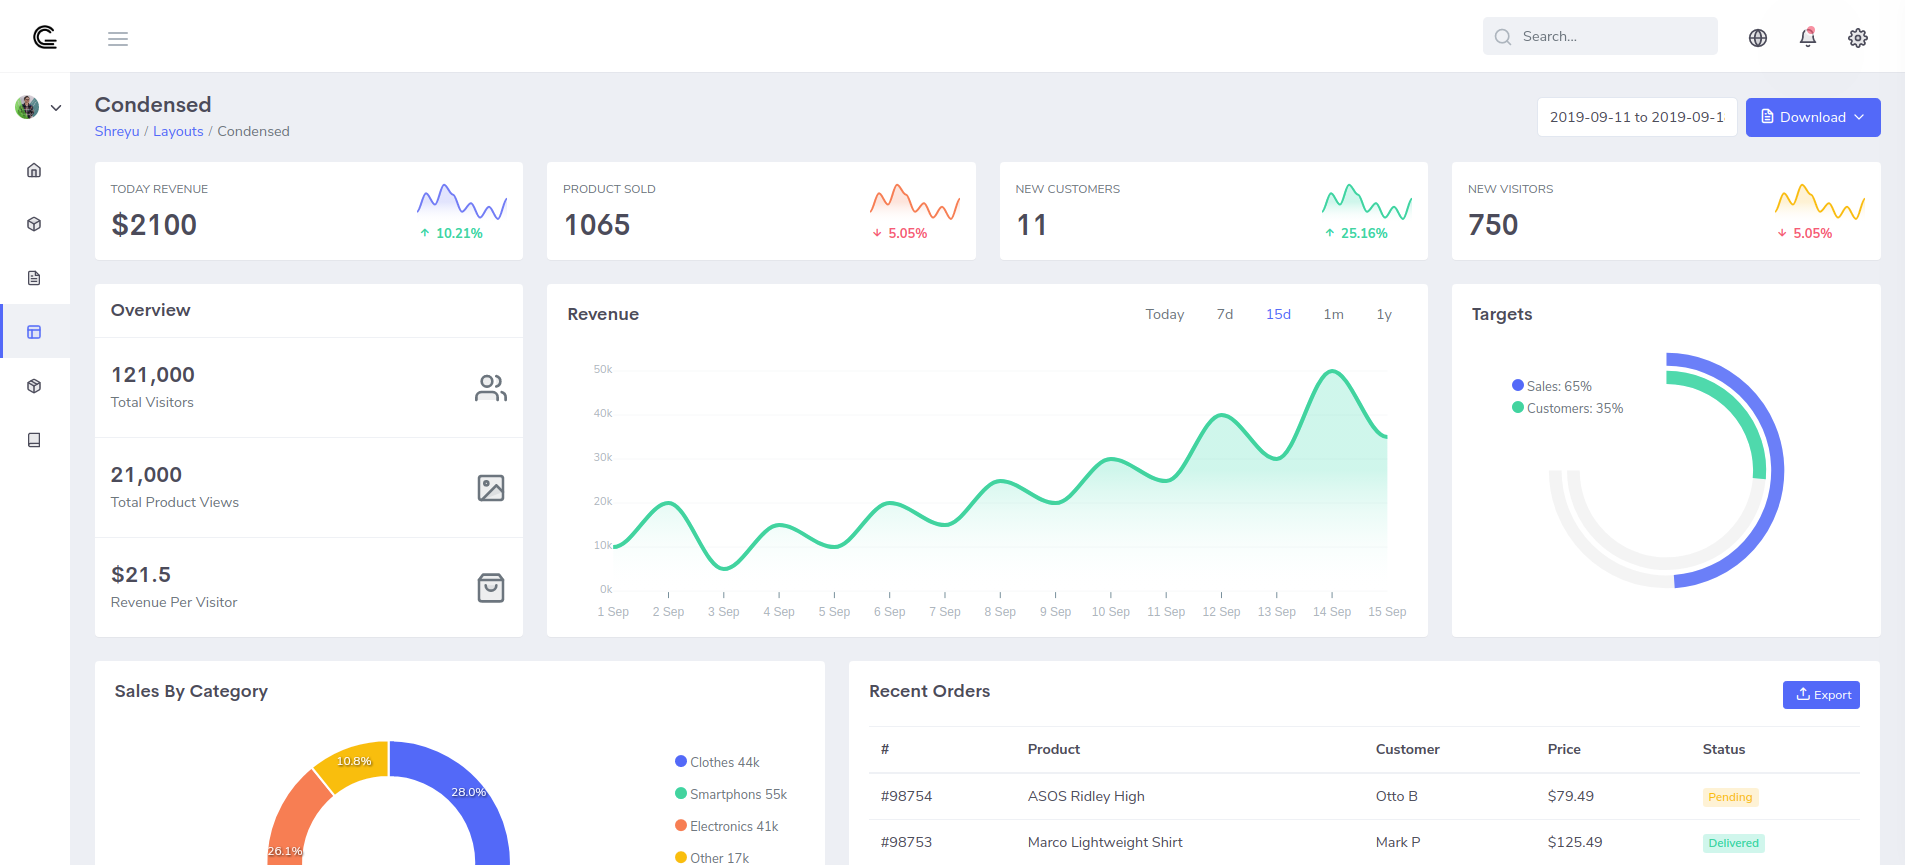 Search...
Condensed
Shreyu / Layouts / Condensed
2019-09-11 to 2019-09-1
Download
TODAY REVENUE
$2100
10.21%
PRODUCT SOLD
1065
5.05%
NEW CUSTOMERS
11
25.16%
NEW VISITORS
750
5.05%
Overview
121,000
Total Visitors
21,000
Total Product Views
$21.5
Revenue Per Visitor
Revenue
Today 7d 15d 1m 1y
50k
40k
30k
20k
10k
0k
1 Sep 2 Sep 3 Sep 4 Sep 5 Sep 6 Sep 7 Sep 8 Sep 9 Sep 10 Sep 11 Sep 12 Sep 13 Sep 14 Sep 15 Sep
Targets
Sales: 65%
Customers: 35%
Sales By Category
10.8%
28.0%
26.1%
Clothes 44k
Smartphons 55k
Electronics 41k
Other 17k
Recent Orders
Export
# Product Customer Price Status
#98754 ASOS Ridley High Otto B $79.49 Pending
#98753 Marco Lightweight Shirt Mark P $125.49 Delivered